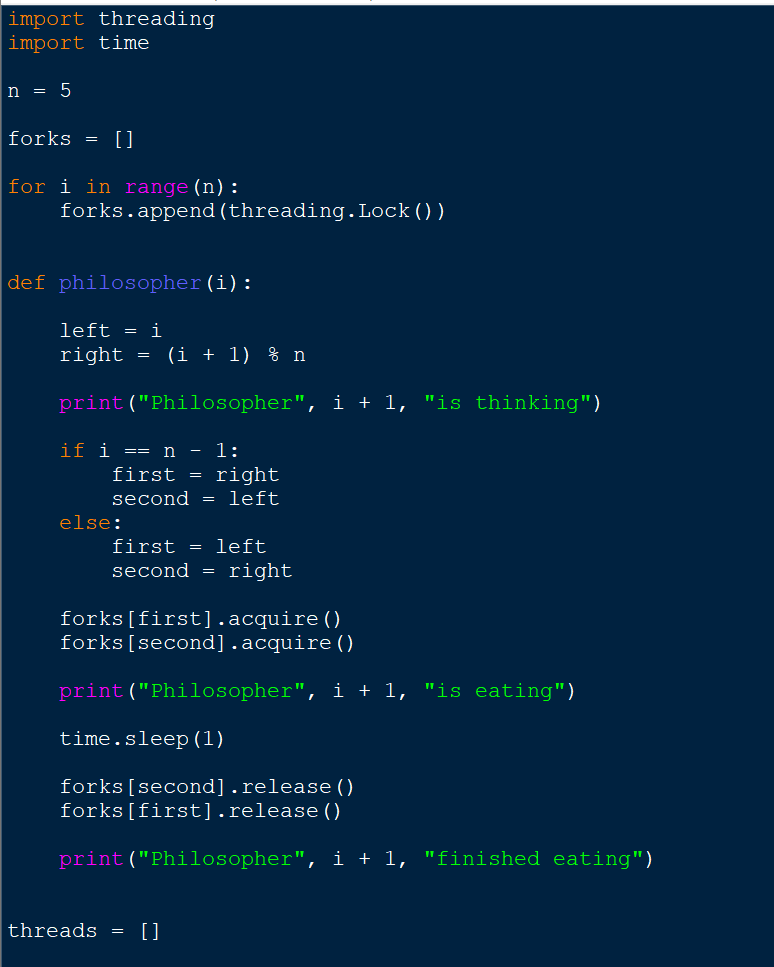 import threading
import time

n = 5

forks = []

for i in range(n):
    forks.append(threading.Lock())


def philosopher(i):

    left = i
    right = (i + 1) % n

    print("Philosopher", i + 1, "is thinking")

    if i == n - 1:
        first = right
        second = left
    else:
        first = left
        second = right

    forks[first].acquire()
    forks[second].acquire()

    print("Philosopher", i + 1, "is eating")

    time.sleep(1)

    forks[second].release()
    forks[first].release()

    print("Philosopher", i + 1, "finished eating")


threads = []